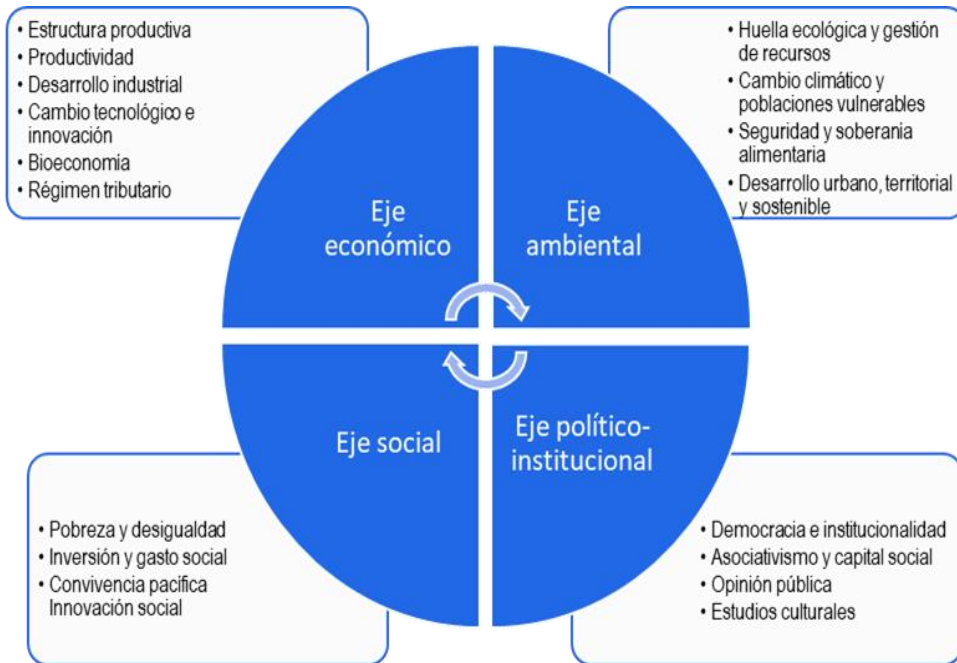 • Estructura productiva
• Productividad
• Desarrollo industrial
• Cambio tecnológico e
innovación
• Bioeconomía
• Régimen tributario
• Huella ecológica y gestión
de recursos
• Cambio climático y
poblaciones vulnerables
• Seguridad y soberanía
alimentaria
• Desarrollo urbano, territorial
y sostenible
Eje
económico
Eje
ambiental
Eje social
Eje político-
institucional
• Pobreza y desigualdad
• Inversión y gasto social
• Convivencia pacífica
Innovación social
• Democracia e institucionalidad
• Asociativismo y capital social
• Opinión pública
• Estudios culturales